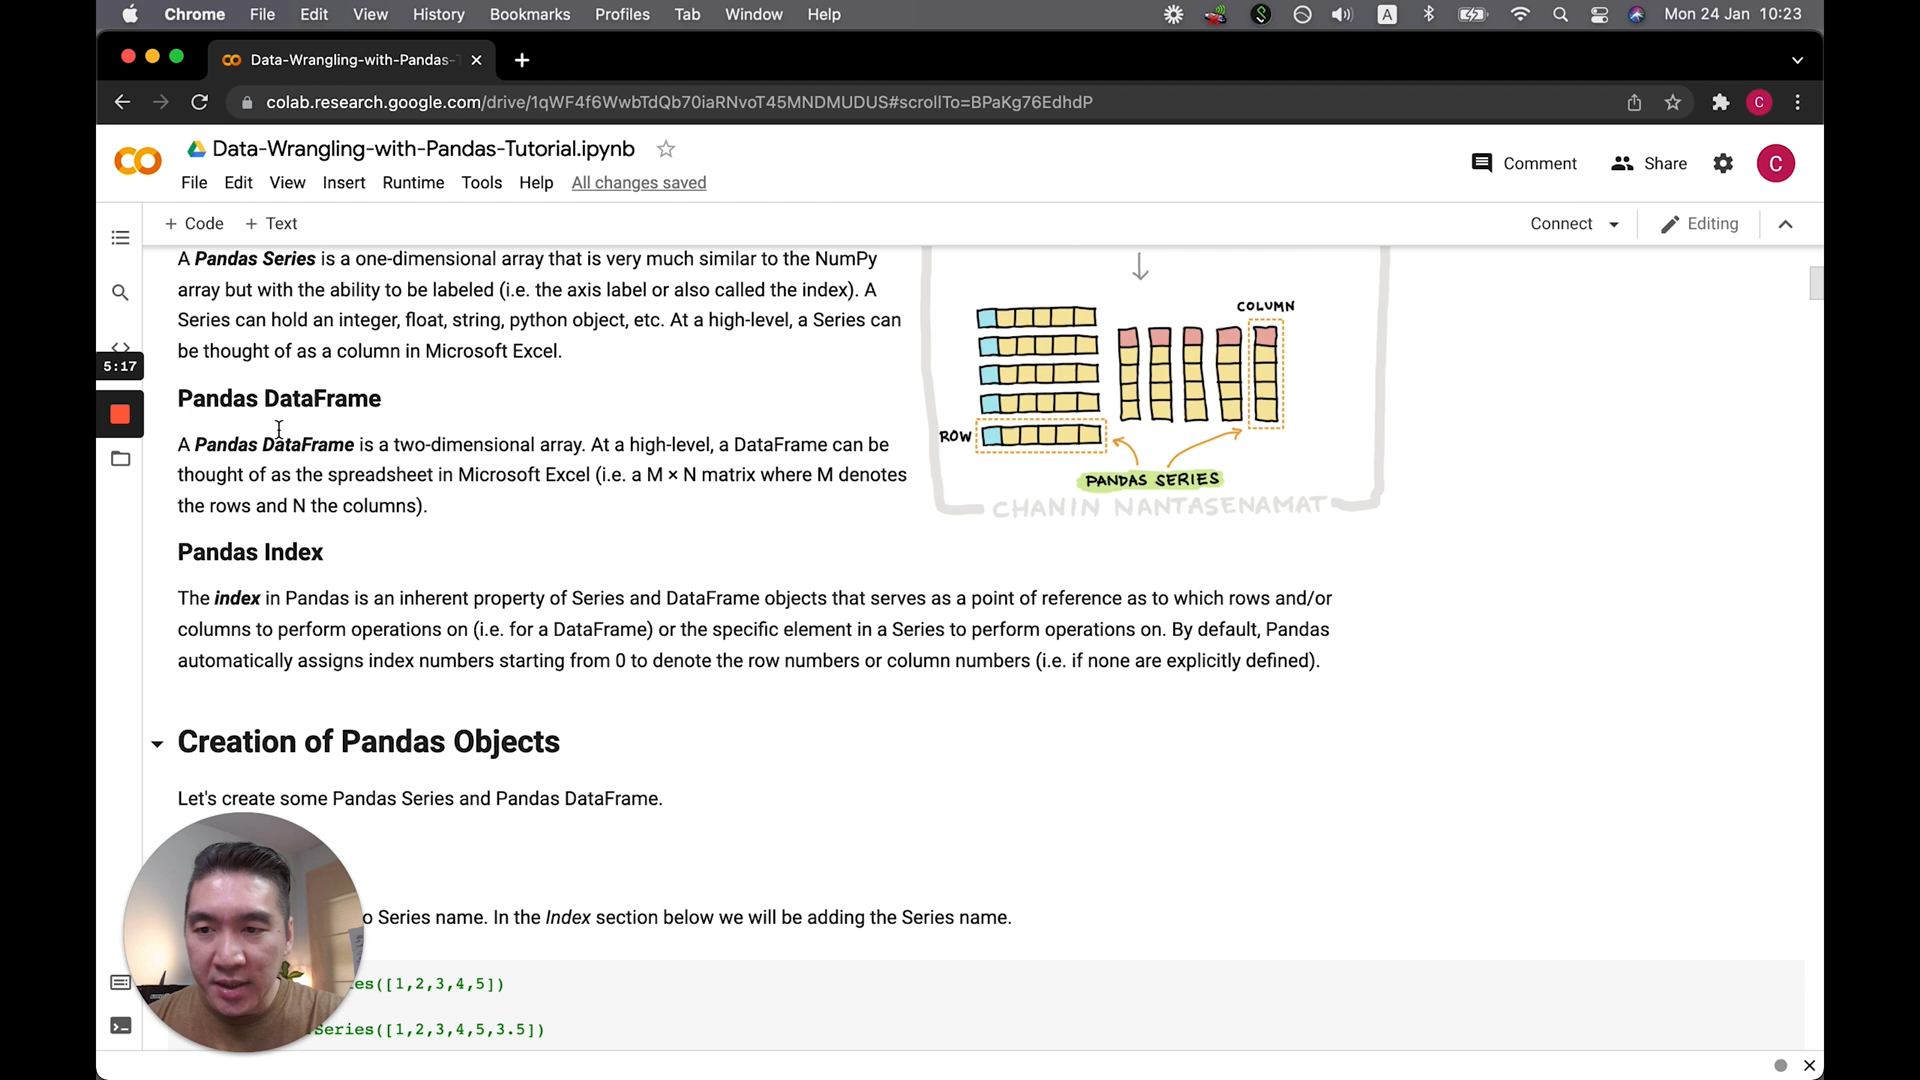 Chrome File Edit View History Bookmarks Profiles Tab Window Help A Mon 24 Jan 10:23
Data-Wrangling-with-Pandas-
colab.research.google.com/drive/1qWF4f6WwbTdQb70iaRNvoT45MNDMUDUS#scrollTo=BPaKg76EdhdP C
Data-Wrangling-with-Pandas-Tutorial.ipynb
Comment Share C
File Edit View Insert Runtime Tools Help All changes saved
+ Code + Text Connect Editing
A Pandas Series is a one-dimensional array that is very much similar to the NumPy
array but with the ability to be labeled (i.e. the axis label or also called the index). A
Series can hold an integer, float, string, python object, etc. At a high-level, a Series can
be thought of as a column in Microsoft Excel.
5:17
COLUMN
ROW
PANDAS SERIES
CHANIN NANTASENAMAT
Pandas DataFrame
A Pandas DataFrame is a two-dimensional array. At a high-level, a DataFrame can be
thought of as the spreadsheet in Microsoft Excel (i.e. a M × N matrix where M denotes
the rows and N the columns).
Pandas Index
The index in Pandas is an inherent property of Series and DataFrame objects that serves as a point of reference as to which rows and/or
columns to perform operations on (i.e. for a DataFrame) or the specific element in a Series to perform operations on. By default, Pandas
automatically assigns index numbers starting from 0 to denote the row numbers or column numbers (i.e. if none are explicitly defined).
Creation of Pandas Objects
Let's create some Pandas Series and Pandas DataFrame.
o Series name. In the Index section below we will be adding the Series name.
es([1,2,3,4,5])
Series([1,2,3,4,5,3.5])